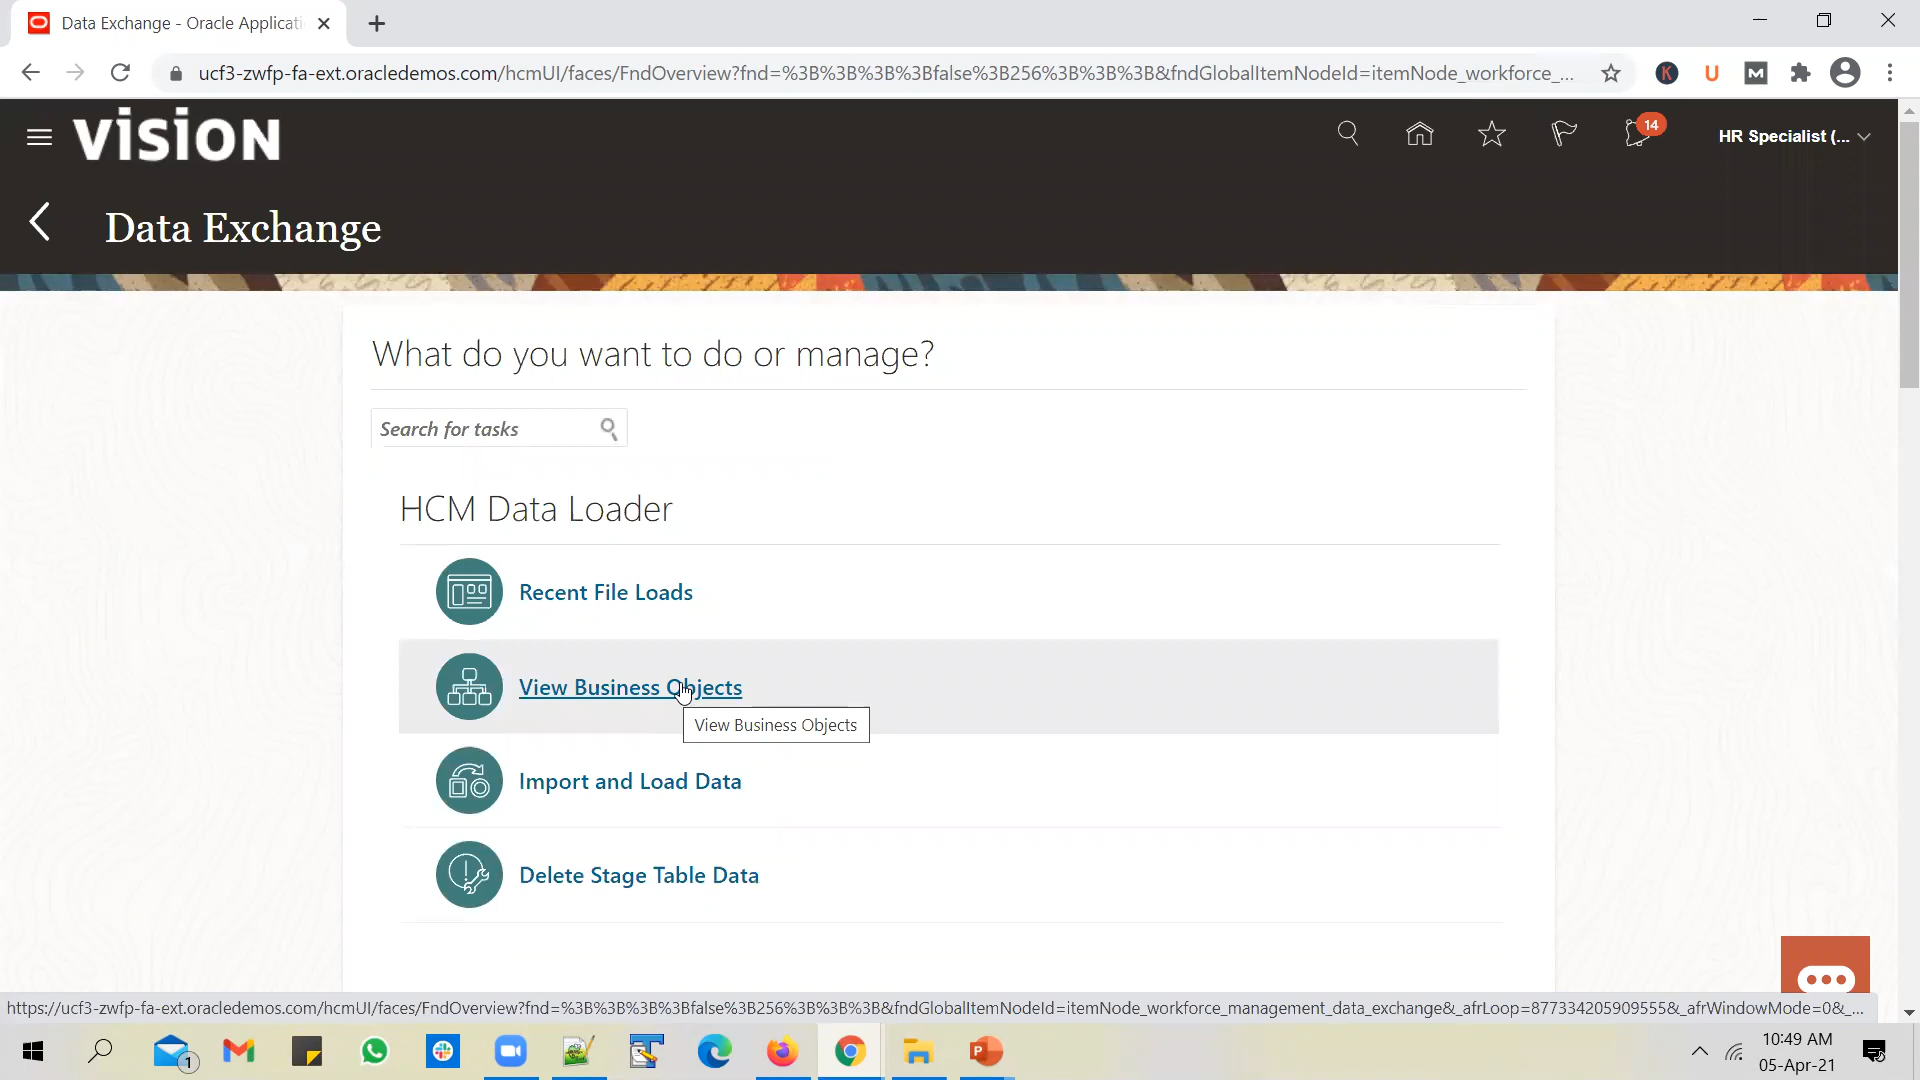 Data Exchange - Oracle Applicati
ucf3-zwfp-fa-ext.oracledemos.com/hcmUI/faces/FndOverview?fnd=%3B%3B%3B%3Bfalse%3B256%3B%3B%3B&fndGlobalItemNodeId=itemNode_workforce_...
K
U
M
VISION
14
HR Specialist (...
Data Exchange
What do you want to do or manage?
Search for tasks
HCM Data Loader
Recent File Loads
View Business Objects
View Business Objects
Import and Load Data
Delete Stage Table Data
https://ucf3-zwfp-fa-ext.oracledemos.com/hcmUI/faces/FndOverview?fnd=%3B%3B%3B%3Bfalse%3B256%3B%3B%3B&fndGlobalItemNodeId=itemNode_workforce_management_data_exchange&_afrLoop=877334205909555&_afrWindowMode=0&_...
1
10:49 AM
05-Apr-21